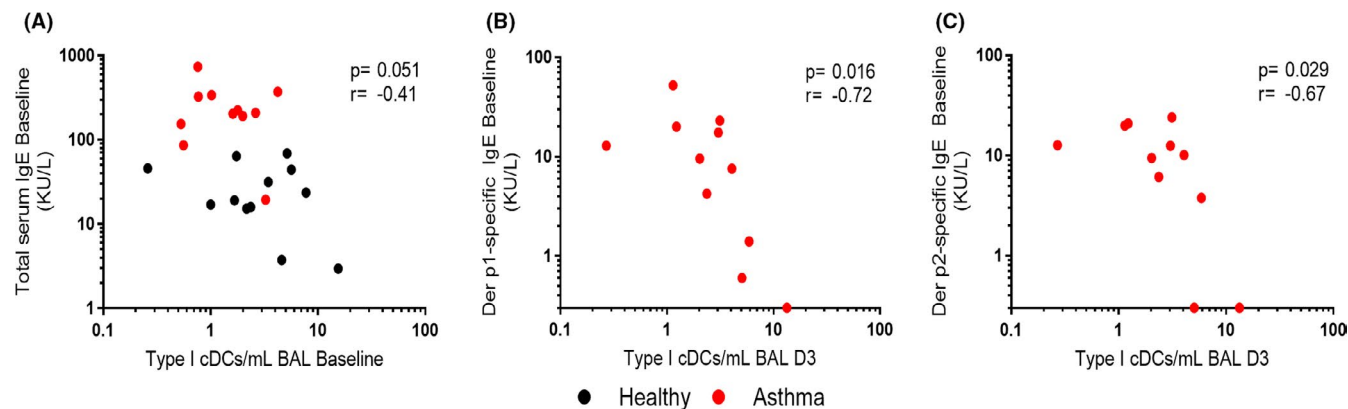 (A)
Total serum IgE Baseline
(KU/L)
1000
100
10
1
0.1
1
10
100
p= 0.051
r= -0.41
Type I cDCs/mL BAL Baseline
(B)
Der p1-specific IgE Baseline
(KU/L)
100
10
1
0.1
1
10
100
p= 0.016
r= -0.72
Type I cDCs/mL BAL D3
(C)
Der p2-specific IgE Baseline
(KU/L)
100
10
1
0.1
1
10
100
p= 0.029
r= -0.67
Type I cDCs/mL BAL D3
Healthy Asthma